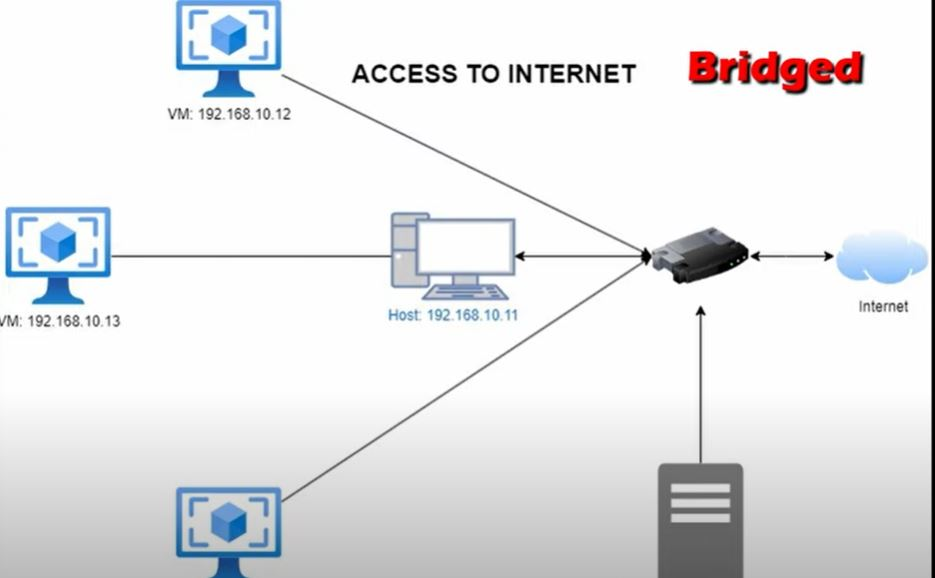 ACCESS TO INTERNET
Bridged
VM: 192.168.10.12
VM: 192.168.10.13
Host: 192.168.10.11
Internet